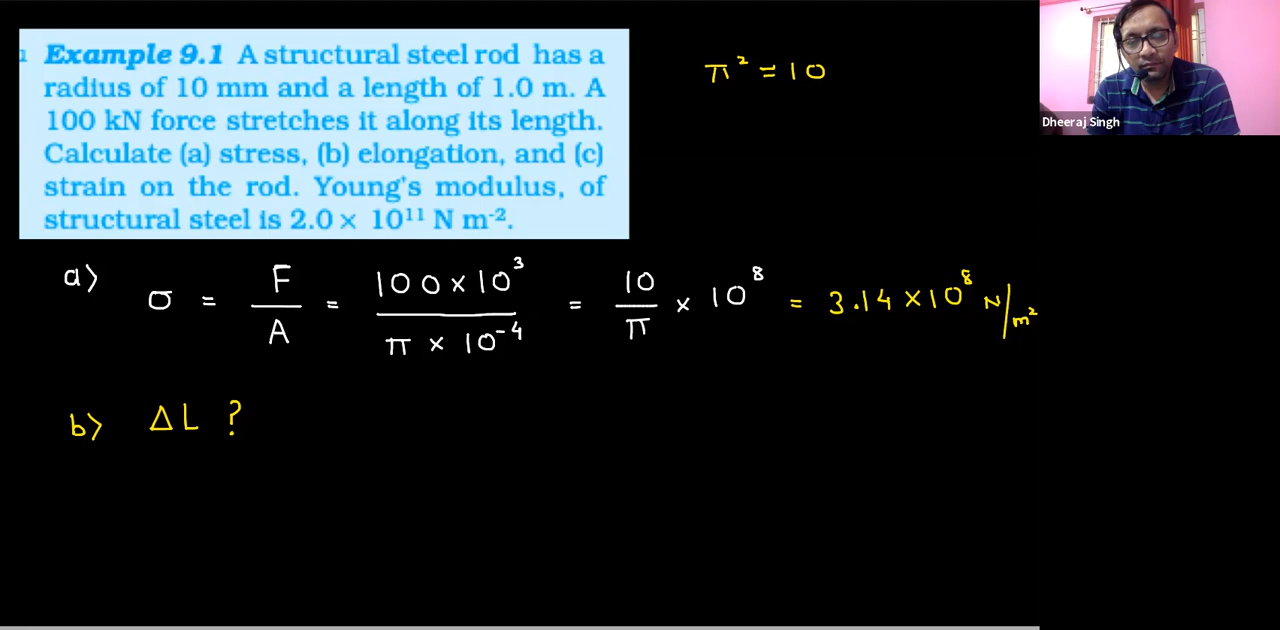 Example 9.1 A structural steel rod has a
radius of 10 mm and a length of 1.0 m. A
100 kN force stretches it along its length.
Calculate (a) stress, (b) elongation, and (c)
strain on the rod. Young's modulus, of
structural steel is 2.0 × 10¹¹ N m⁻².
π² = 10
Dheeraj Singh
a) σ = F/A = 100 × 10³ / π × 10⁻⁴ = 10/π × 10⁸ = 3.14 × 10⁸ N/m²
b) ΔL ?